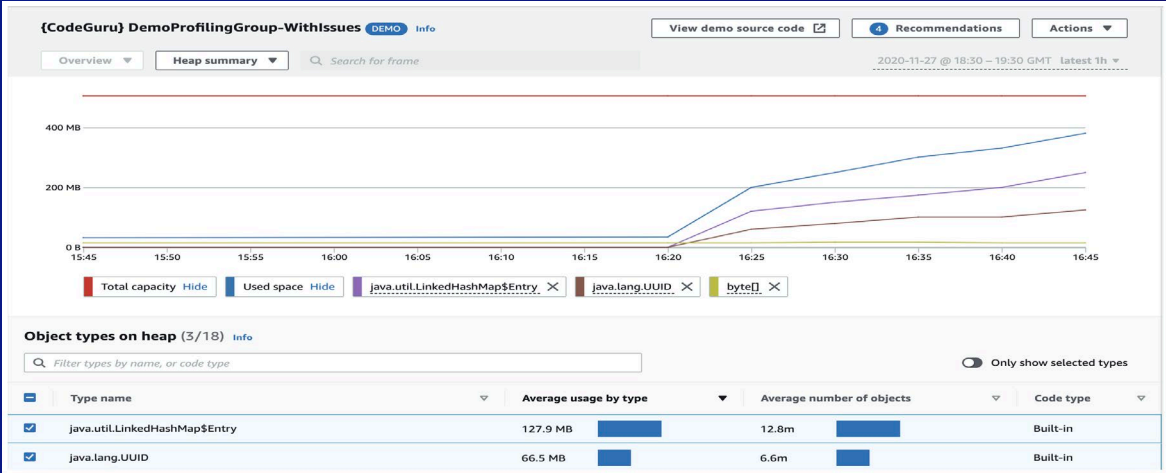 {CodeGuru} DemoProfilingGroup-WithIssues DEMO Info View demo source code 4 Recommendations Actions
Overview Heap summary Search for frame 2020-11-27 @ 18:30 – 19:30 GMT latest 1h
400 MB
200 MB
0 B
15:45 15:50 15:55 16:00 16:05 16:10 16:15 16:20 16:25 16:30 16:35 16:40 16:45
Total capacity Hide Used space Hide java.util.LinkedHashMap$Entry java.lang.UUID byte[]
Object types on heap (3/18) Info
Filter types by name, or code type Only show selected types
Type name Average usage by type Average number of objects Code type
java.util.LinkedHashMap$Entry 127.9 MB 12.8m Built-in
java.lang.UUID 66.5 MB 6.6m Built-in